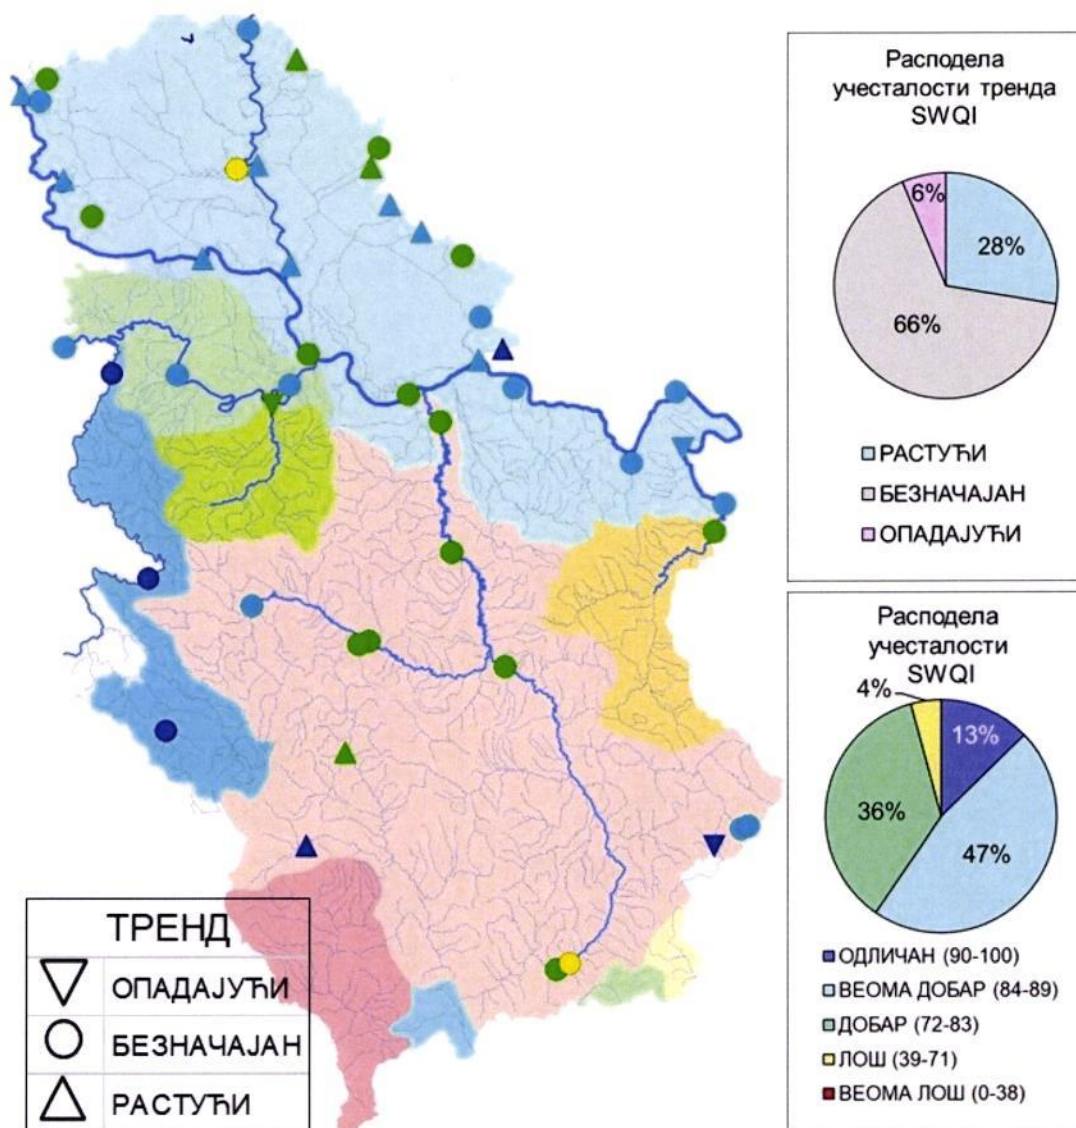 Расподела
учесталости тренда
SWQI
6%
28%
66%
РАСТУЋИ
БЕЗНАЧАЈАН
ОПАДАЈУЋИ
Расподела
учесталости
SWQI
4%
13%
36%
47%
ОДЛИЧАН (90-100)
ВЕОМА ДОБАР (84-89)
ДОБАР (72-83)
ЛОШ (39-71)
ВЕОМА ЛОШ (0-38)
ТРЕНД
ОПАДАЈУЋИ
БЕЗНАЧАЈАН
РАСТУЋИ